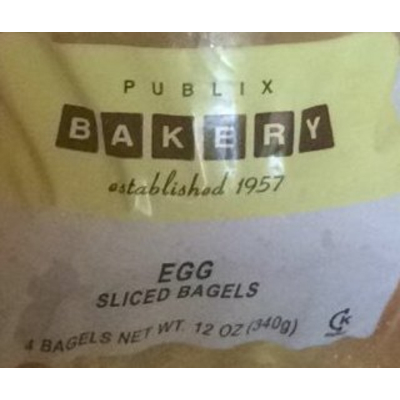 PUBLIX
BAKERY
established 1957
EGG
SLICED BAGELS
4 BAGELS NET WT. 12 OZ (340g)
K